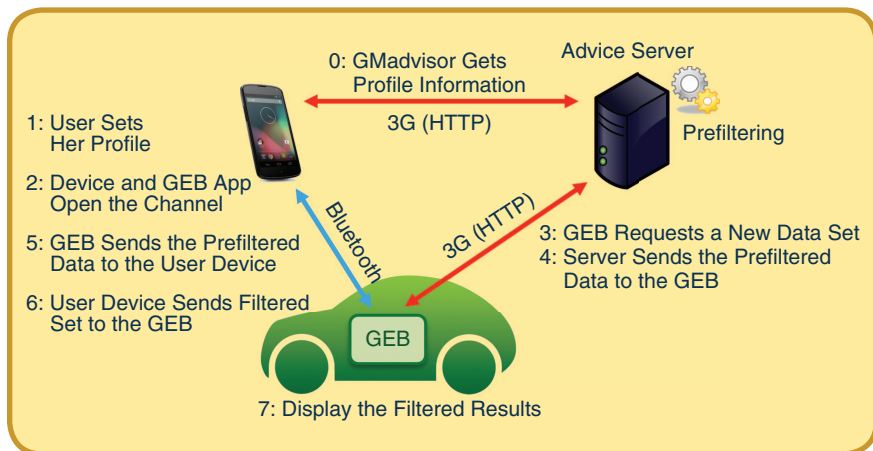 0: GMadvisor Gets
Profile Information
3G (HTTP)
Advice Server
Prefiltering
1: User Sets
Her Profile
2: Device and GEB App
Open the Channel
5: GEB Sends the Prefiltered
Data to the User Device
6: User Device Sends Filtered
Set to the GEB
Bluetooth
3G (HTTP)
3: GEB Requests a New Data Set
4: Server Sends the Prefiltered
Data to the GEB
GEB
7: Display the Filtered Results